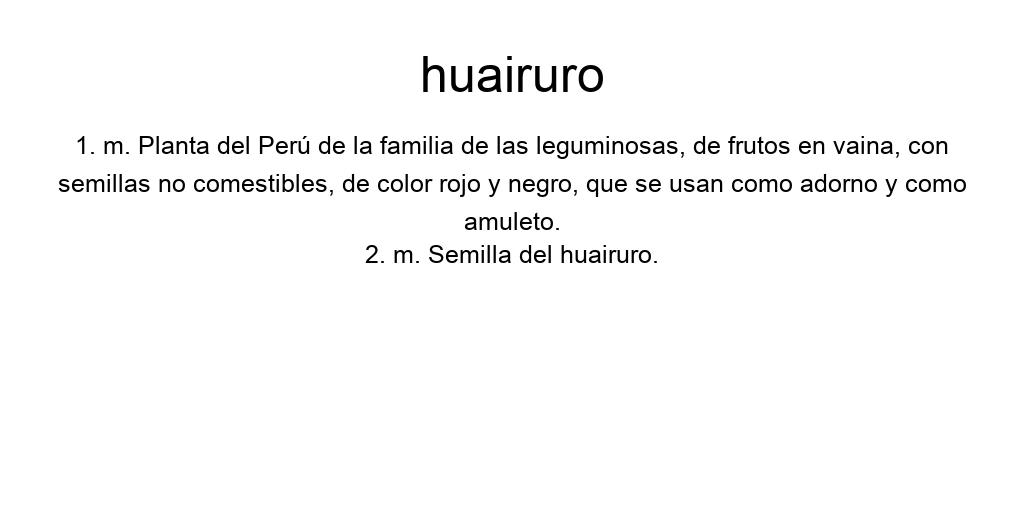 huairuro
1. m. Planta del Perú de la familia de las leguminosas, de frutos en vaina, con
semillas no comestibles, de color rojo y negro, que se usan como adorno y como
amuleto.
2. m. Semilla del huairuro.